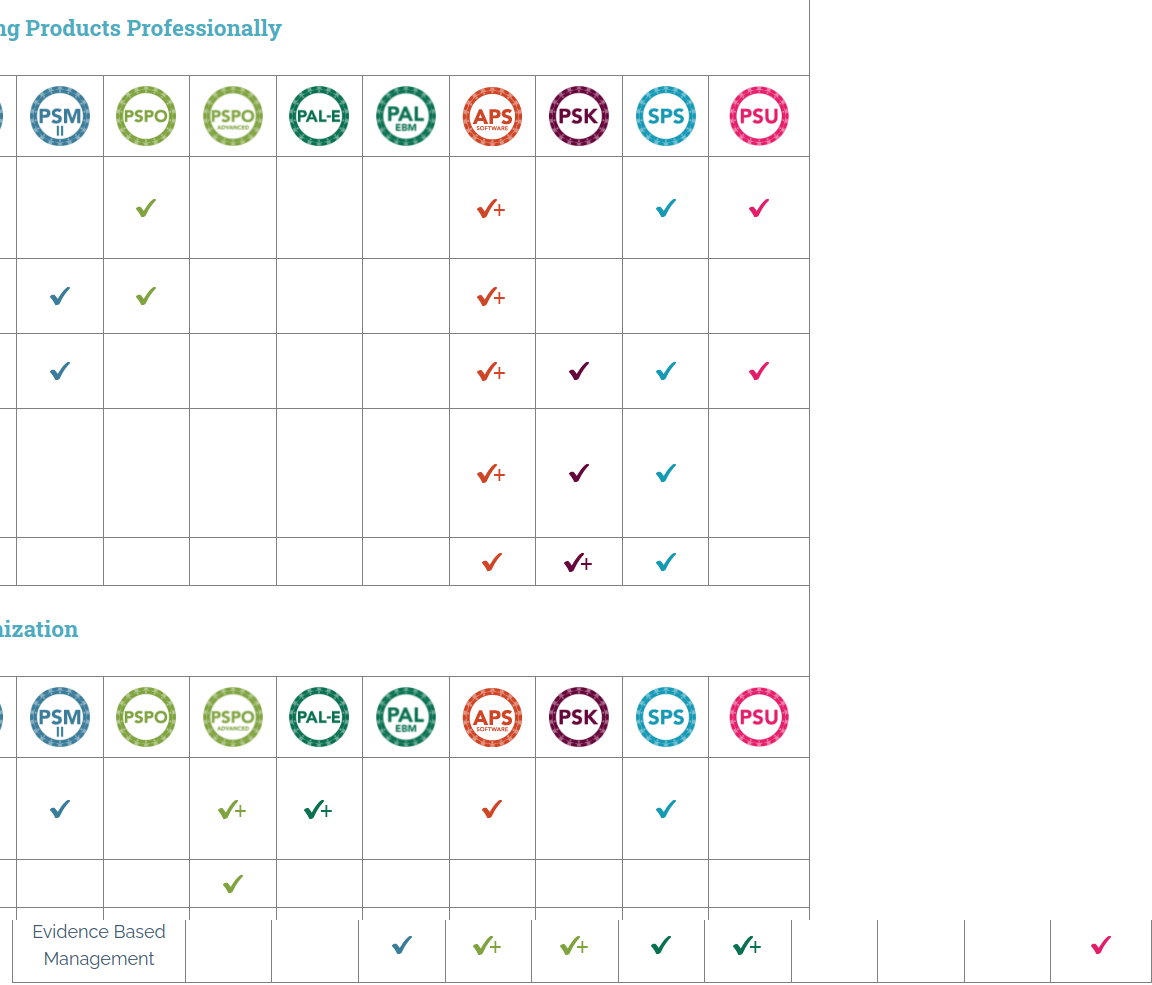 ng Products Professionally
PSM II PSPO PSPO ADVANCED PAL-E PAL EBM APS SOFTWARE PSK SPS PSU
✔ ✔+ ✔ ✔
✔ ✔ ✔+
✔ ✔+ ✔ ✔ ✔
✔+ ✔ ✔
✔ ✔+ ✔
nization
PSM II PSPO PSPO ADVANCED PAL-E PAL EBM APS SOFTWARE PSK SPS PSU
✔ ✔+ ✔+ ✔ ✔
✔
Evidence Based
Management
✔ ✔+ ✔+ ✔ ✔+ ✔